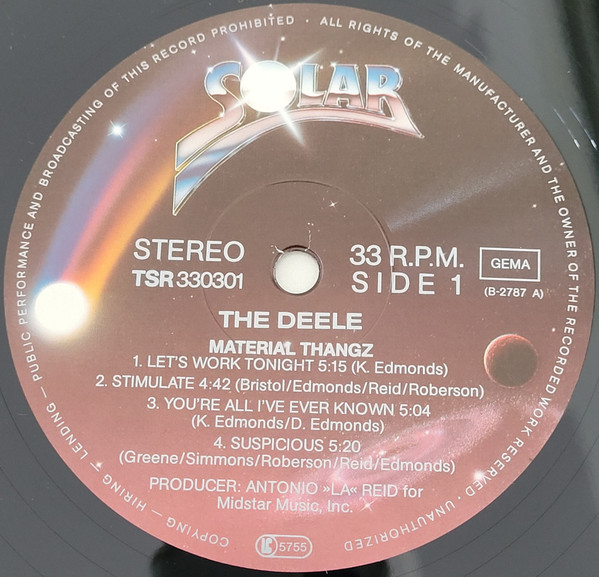 PUBLIC PERFORMANCE AND BROADCASTING OF THIS RECORD PROHIBITED · ALL RIGHTS OF THE MANUFACTURER AND THE OWNER OF THE RECORDED WORK RESERVED · UNAUTHORIZED COPYING — HIRING — LENDING —
SOLAR
STEREO
TSR 330301
33 R.P.M.
SIDE 1
GEMA
(B-2787 A)
THE DEELE
MATERIAL THANGZ
1. LET'S WORK TONIGHT 5:15 (K. Edmonds)
2. STIMULATE 4:42 (Bristol/Edmonds/Reid/Roberson)
3. YOU'RE ALL I'VE EVER KNOWN 5:04
(K. Edmonds/D. Edmonds)
4. SUSPICIOUS 5:20
(Greene/Simmons/Roberson/Reid/Edmonds)
PRODUCER: ANTONIO »LA« REID for
Midstar Music, Inc.
LC 5755